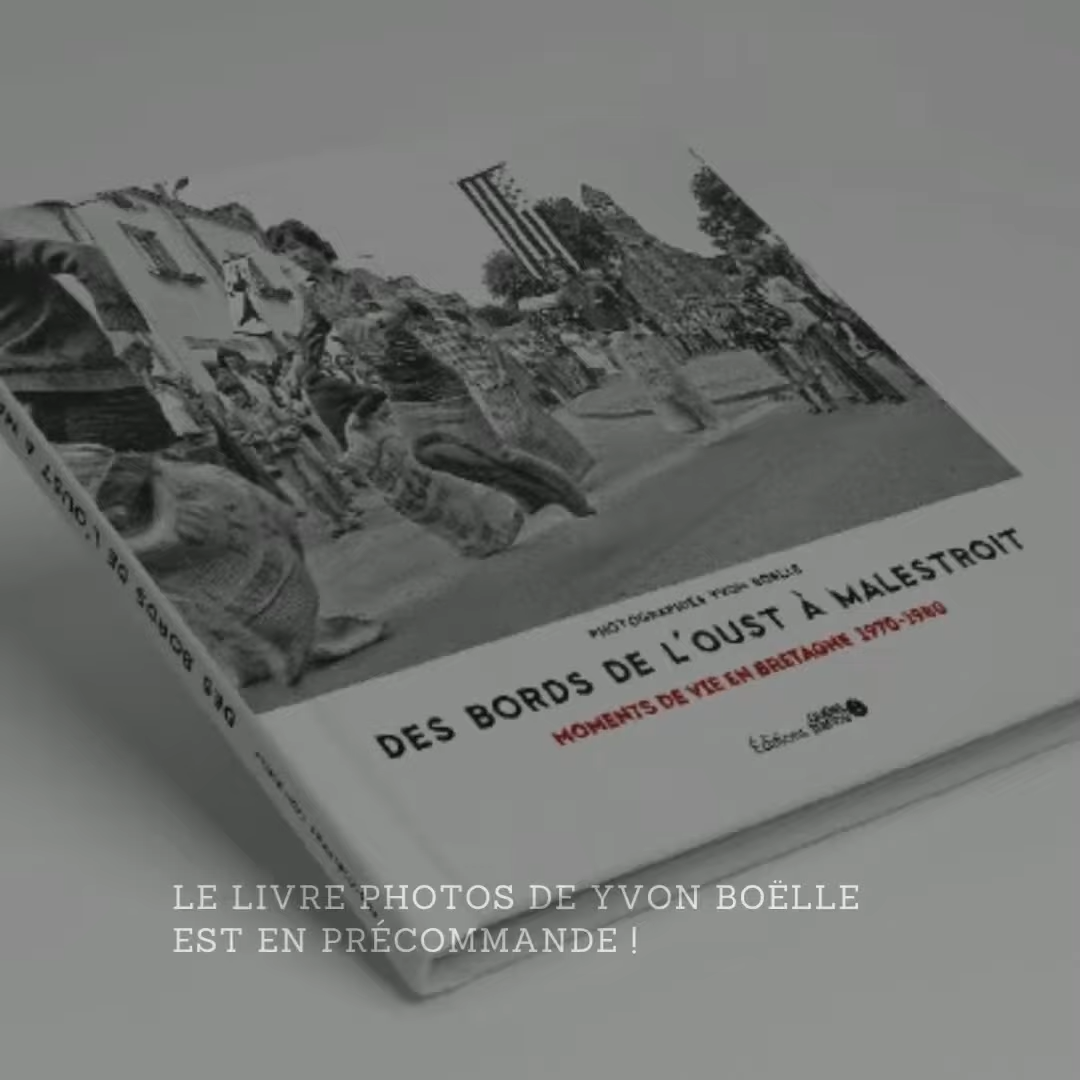 PHOTOGRAPHIES YVON BOËLLE
DES BORDS DE L'OUST À MALESTROIT
MOMENTS DE VIE EN BRETAGNE 1970-1980
Éditions
DES BORDS DE L'OUST À
LE LIVRE PHOTOS DE YVON BOËLLE
EST EN PRÉCOMMANDE !